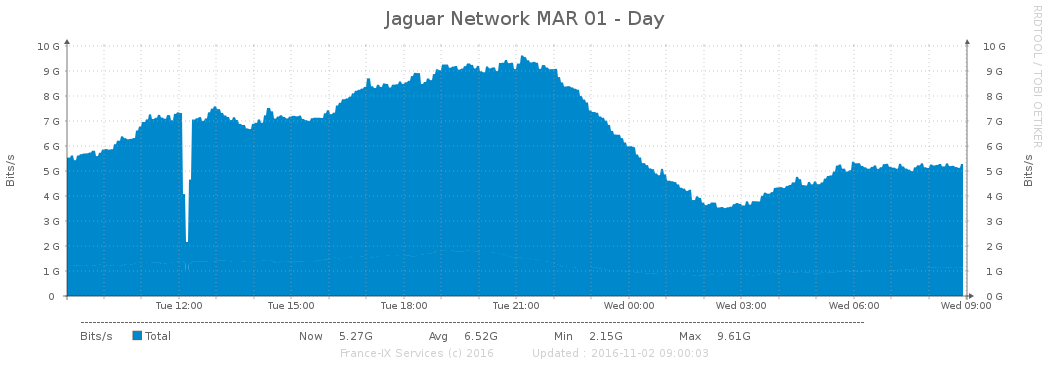 Jaguar Network MAR 01 - Day
RRDTOOL / TOBI OETIKER
Bits/s
10 G
9 G
8 G
7 G
6 G
5 G
4 G
3 G
2 G
1 G
0
10 G
9 G
8 G
7 G
6 G
5 G
4 G
3 G
2 G
1 G
0 G
Bits/s
Tue 12:00 Tue 15:00 Tue 18:00 Tue 21:00 Wed 00:00 Wed 03:00 Wed 06:00 Wed 09:00
Bits/s Total Now 5.27G Avg 6.52G Min 2.15G Max 9.61G
France-IX Services (c) 2016 Updated : 2016-11-02 09:00:03